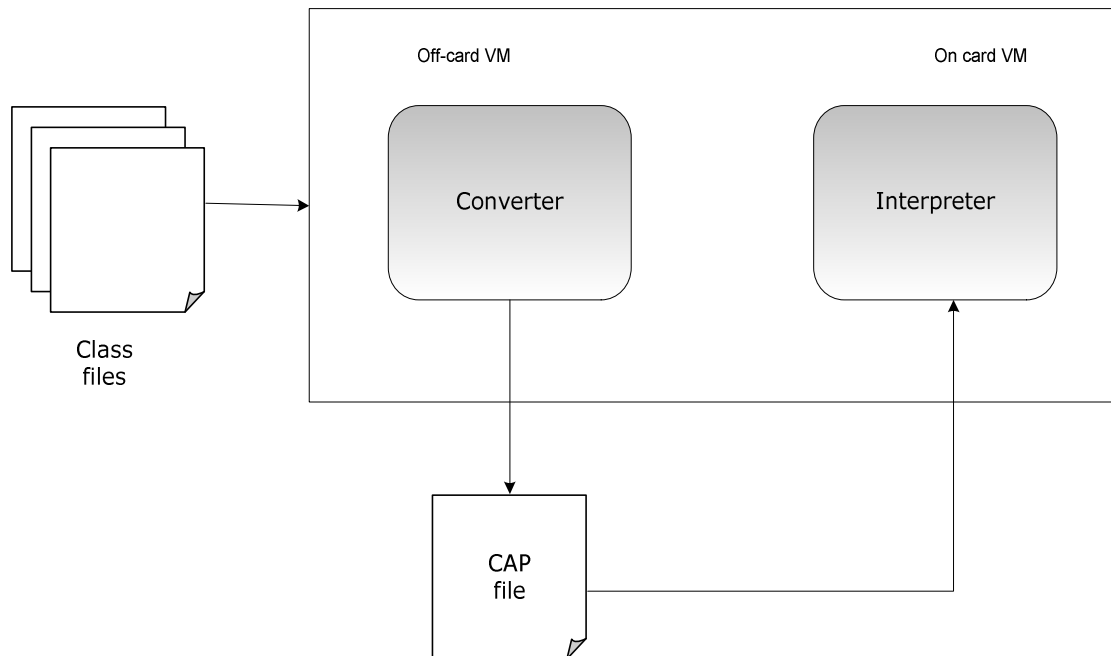 Off-card VM
On card VM
Converter
Interpreter
Class
files
CAP
file